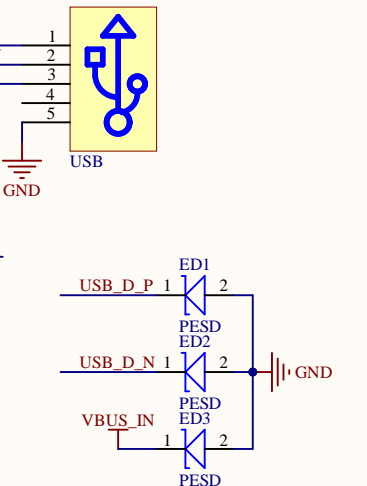 1
2
3
4
5
USB
GND
ED1
USB_D_P 1 2
PESD
ED2
USB_D_N 1 2
GND
PESD
VBUS_IN
ED3
1 2
PESD